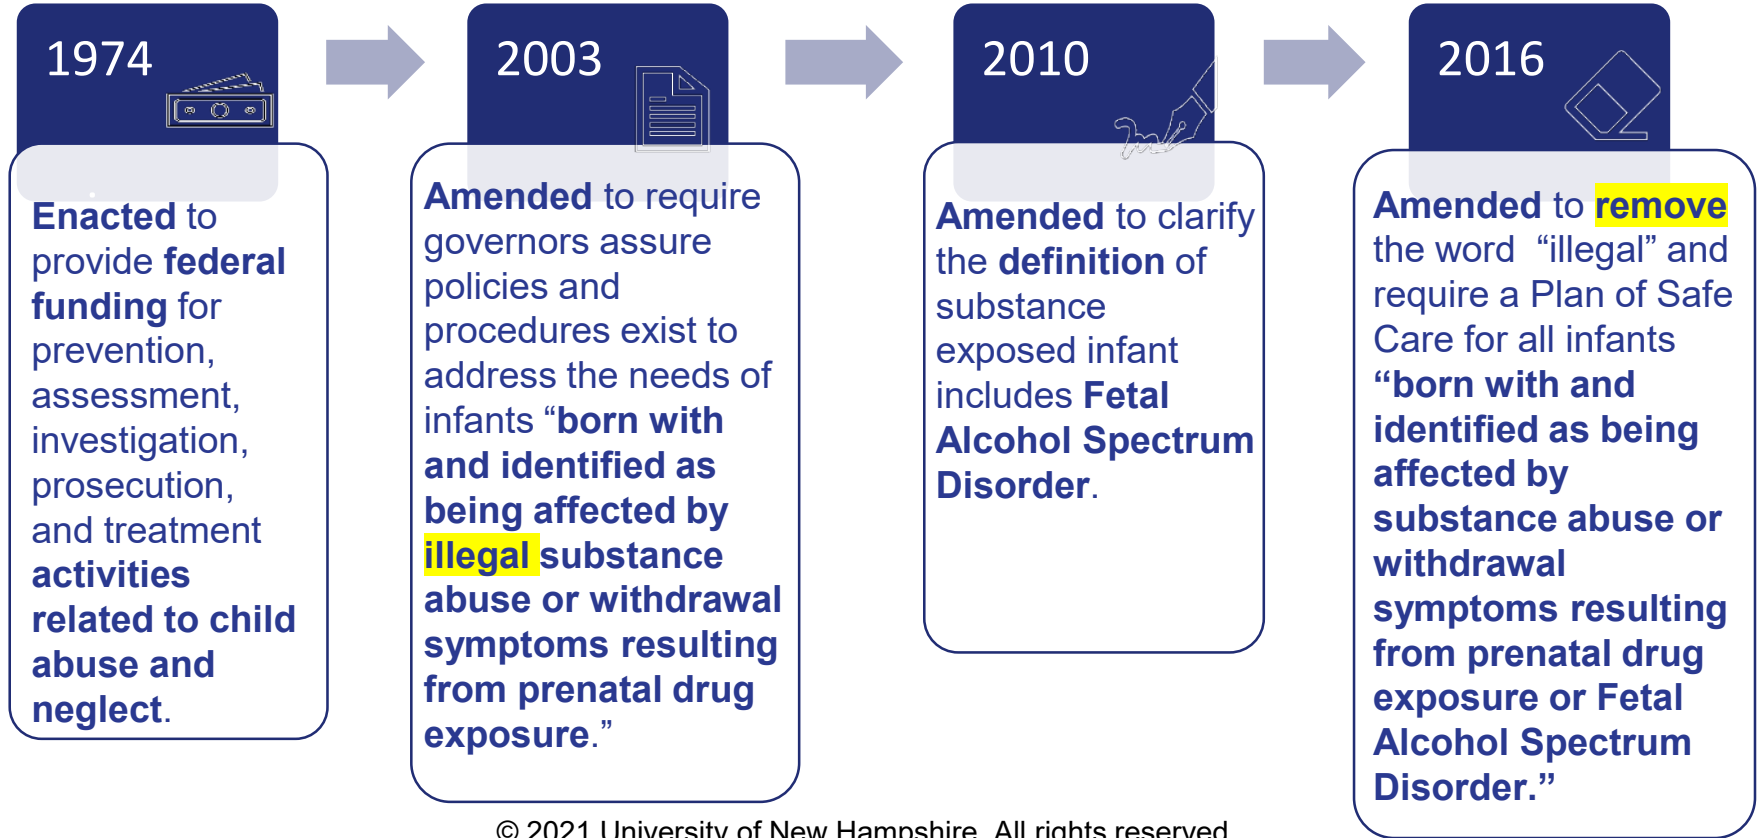 1974
Enacted to
provide federal
funding for
prevention,
assessment,
investigation,
prosecution,
and treatment
activities
related to child
abuse and
neglect.
2003
Amended to require
governors assure
policies and
procedures exist to
address the needs of
infants “born with
and identified as
being affected by
illegal substance
abuse or withdrawal
symptoms resulting
from prenatal drug
exposure.”
2010
Amended to clarify
the definition of
substance
exposed infant
includes Fetal
Alcohol Spectrum
Disorder.
2016
Amended to remove
the word “illegal” and
require a Plan of Safe
Care for all infants
“born with and
identified as being
affected by
substance abuse or
withdrawal
symptoms resulting
from prenatal drug
exposure or Fetal
Alcohol Spectrum
Disorder.”
© 2021 University of New Hampshire. All rights reserved